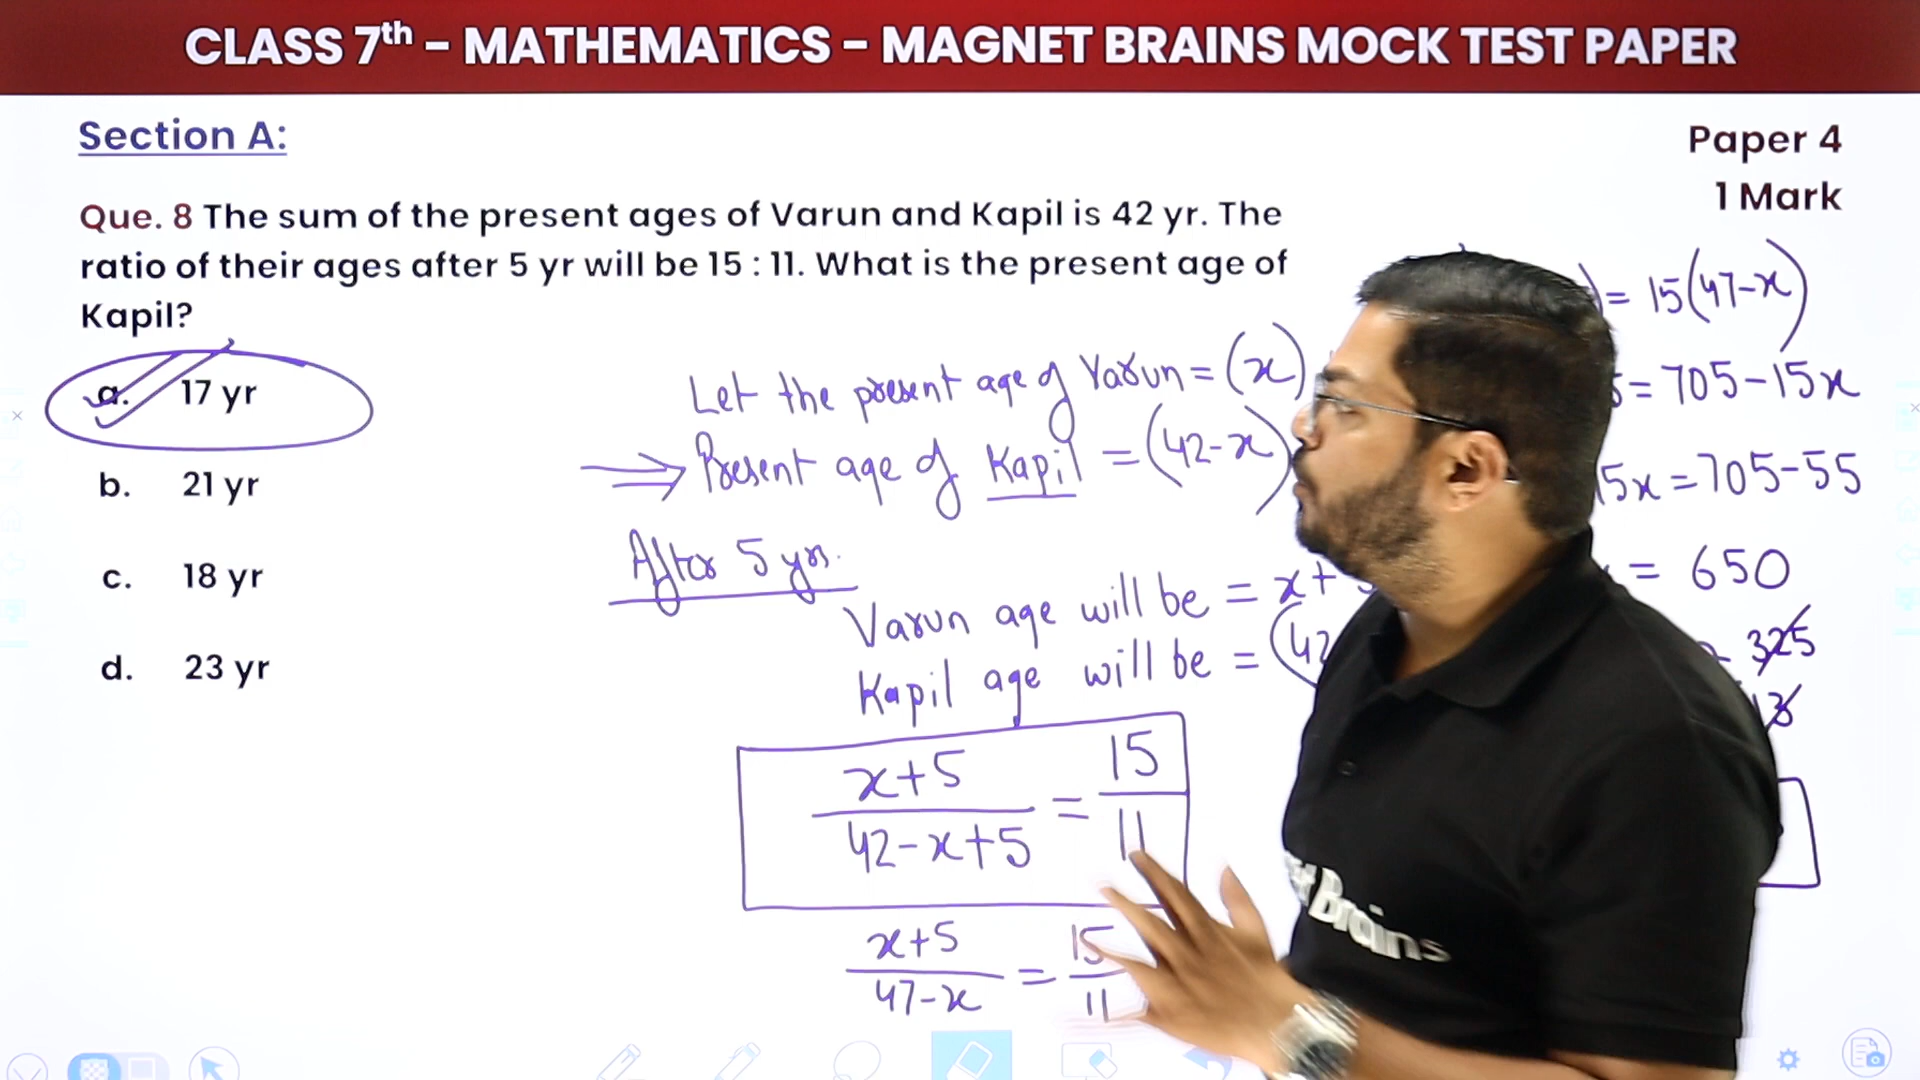 CLASS 7th – MATHEMATICS – MAGNET BRAINS MOCK TEST PAPER
Section A:
Paper 4
1 Mark
Que. 8 The sum of the present ages of Varun and Kapil is 42 yr. The
ratio of their ages after 5 yr will be 15 : 11. What is the present age of
Kapil?
a. 17 yr
b. 21 yr
c. 18 yr
d. 23 yr
Let the present age of Varun = (x)
⇒ Present age of Kapil = (42-x)
After 5 yrs.
Varun age will be = x+
Kapil age will be = (42
x+5
42-x+5
=
15
11
x+5
47-x
=
15
11
) = 15(47-x)
= 705-15x
5x = 705-55
= 650
325
13
Brains